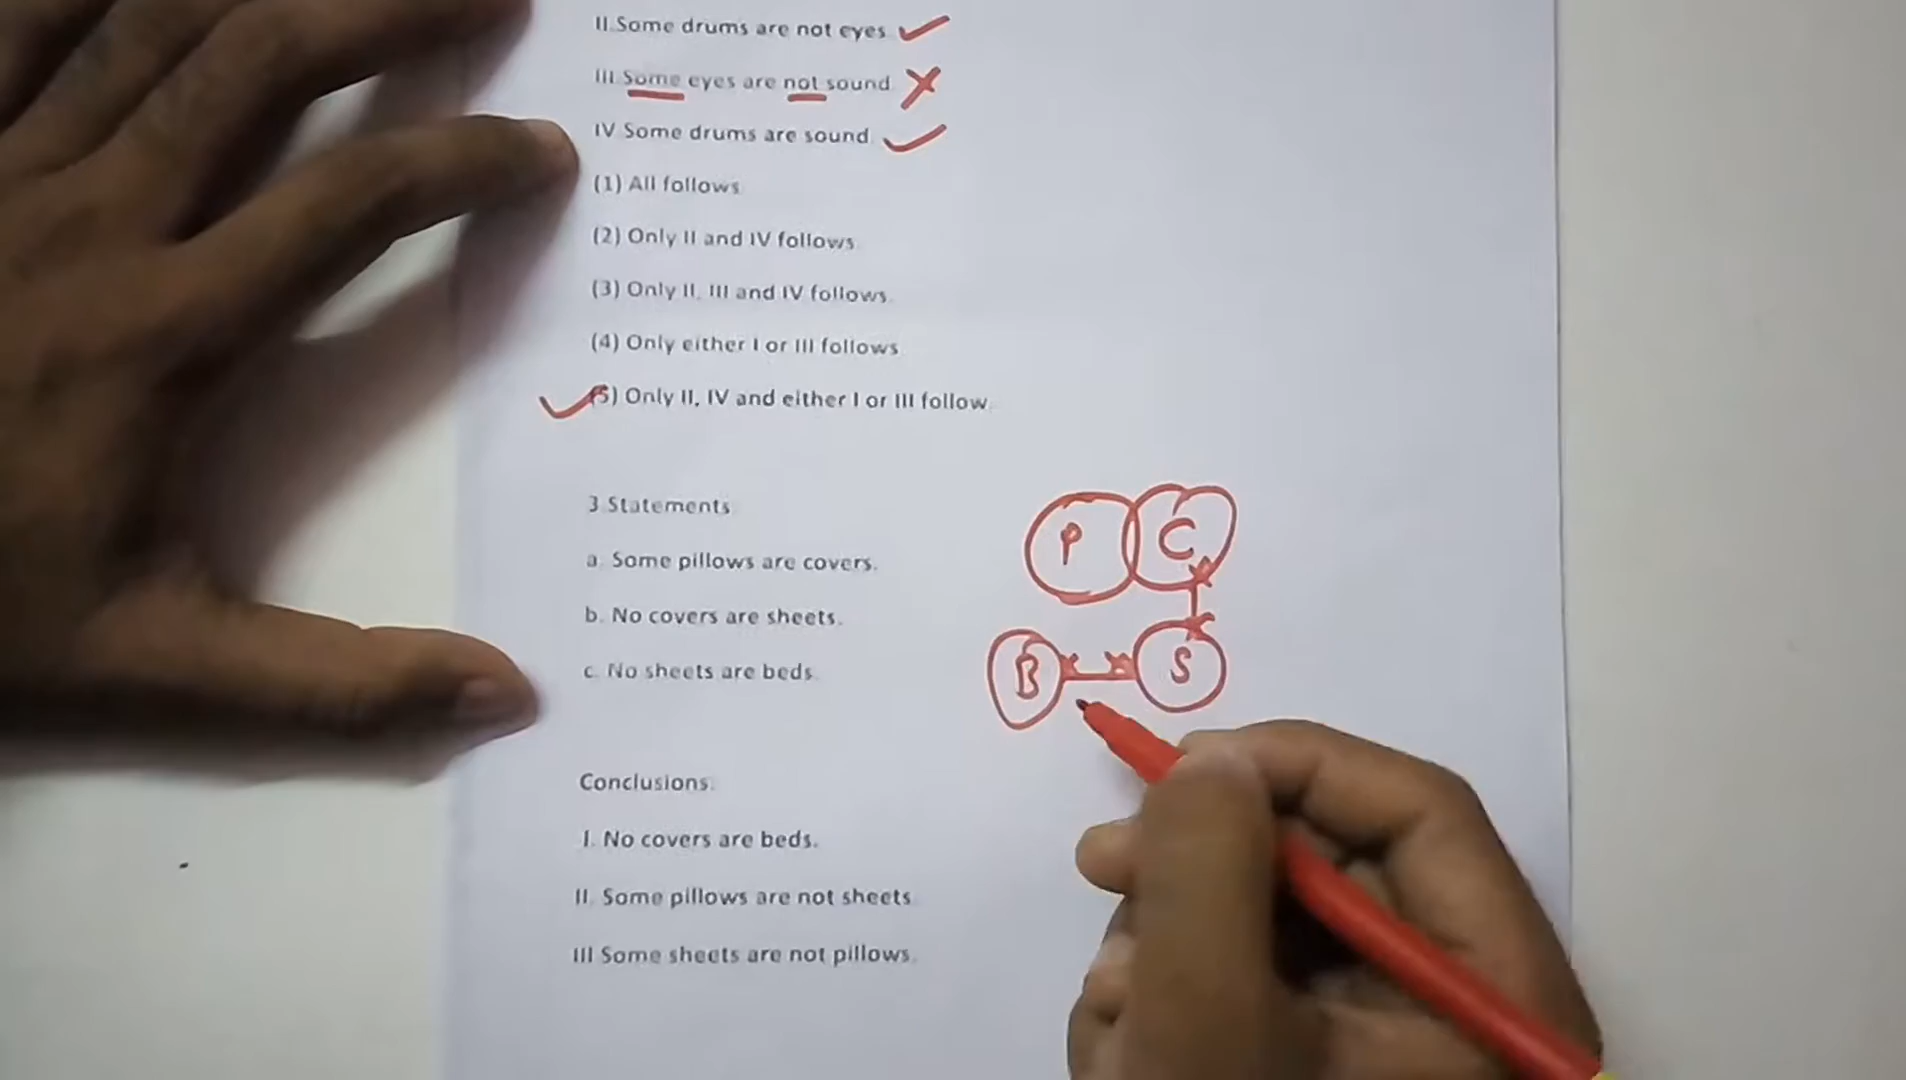 II.Some drums are not eyes.
III.Some eyes are not sound.
IV.Some drums are sound.
(1) All follows
(2) Only II and IV follows
(3) Only II, III and IV follows.
(4) Only either I or III follows
(5) Only II, IV and either I or III follow.
3.Statements
P C
a. Some pillows are covers.
b. No covers are sheets.
c. No sheets are beds.
B S
Conclusions:
I. No covers are beds.
II. Some pillows are not sheets.
III Some sheets are not pillows.